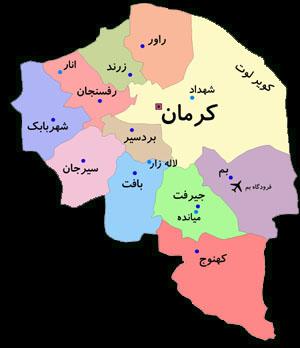 راور
انار
زرند
کویر لوت
رفسنجان
شهداد
کرمان
شهربابک
بردسیر
سیرجان
لاله زار
بافت
بم
فرودگاه بم
جیرفت
میانده
کهنوج